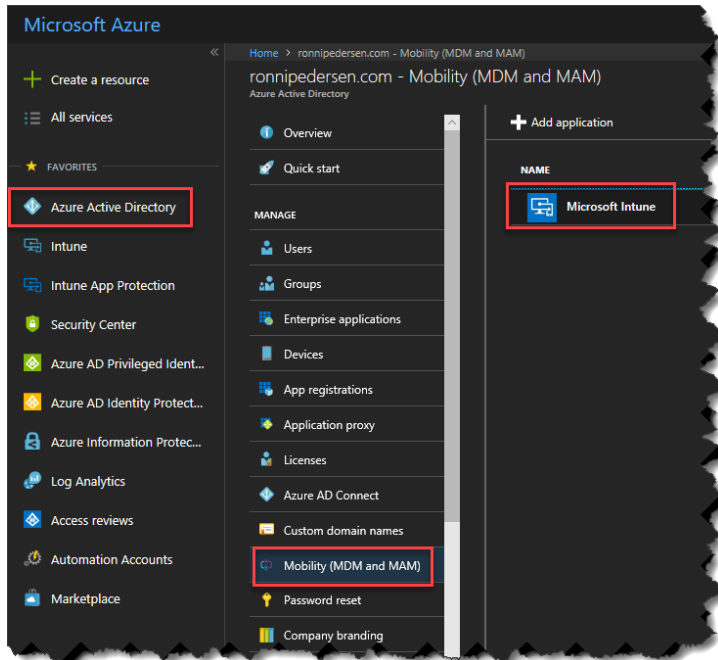 Microsoft Azure
Create a resource
All services
FAVORITES
Azure Active Directory
Intune
Intune App Protection
Security Center
Azure AD Privileged Ident...
Azure AD Identity Protect...
Azure Information Protec...
Log Analytics
Access reviews
Automation Accounts
Marketplace
Home > ronnipedersen.com - Mobility (MDM and MAM)
ronnipedersen.com - Mobility (MDM and MAM)
Azure Active Directory
Overview
Quick start
MANAGE
Users
Groups
Enterprise applications
Devices
App registrations
Application proxy
Licenses
Azure AD Connect
Custom domain names
Mobility (MDM and MAM)
Password reset
Company branding
Add application
NAME
Microsoft Intune